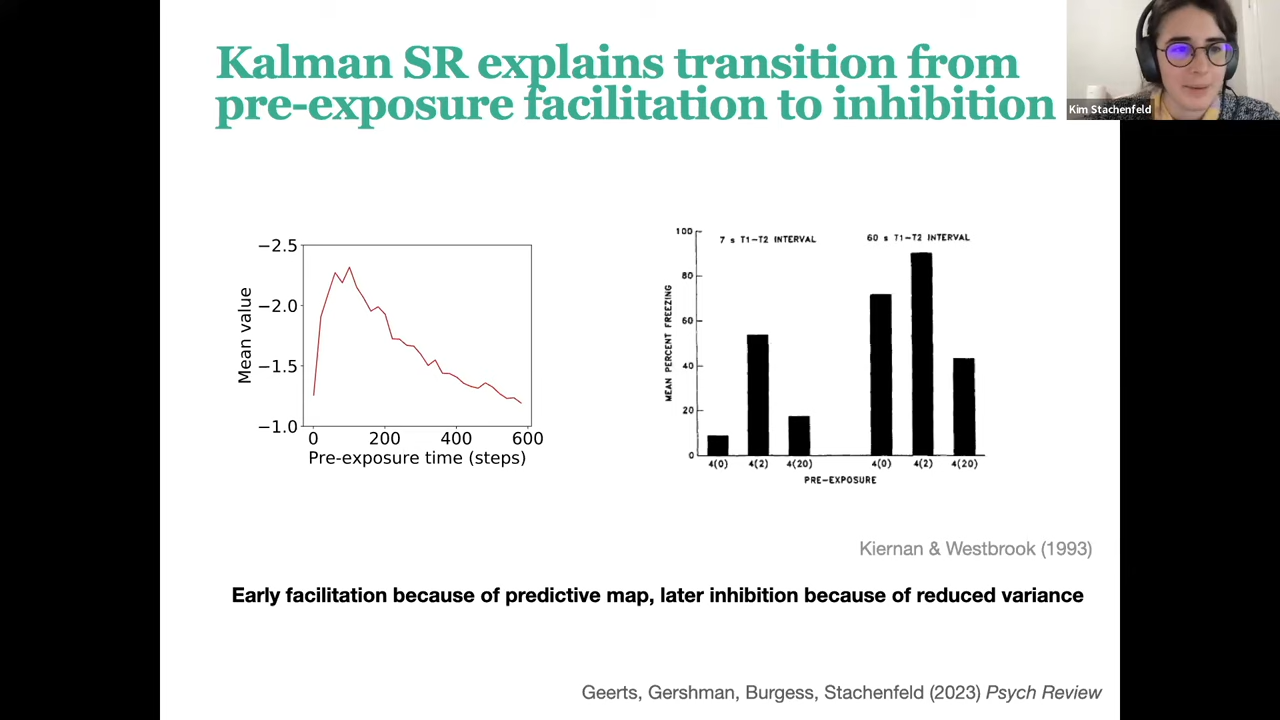 Kalman SR explains transition from
pre-exposure facilitation to inhibition
Kim Stachenfeld
−2.5
−2.0
−1.5
−1.0
Mean value
0 200 400 600
Pre-exposure time (steps)
100
80
60
40
20
0
MEAN PERCENT FREEZING
7 s T1–T2 INTERVAL 60 s T1–T2 INTERVAL
4(0) 4(2) 4(20) 4(0) 4(2) 4(20)
PRE–EXPOSURE
Kiernan & Westbrook (1993)
Early facilitation because of predictive map, later inhibition because of reduced variance
Geerts, Gershman, Burgess, Stachenfeld (2023) Psych Review